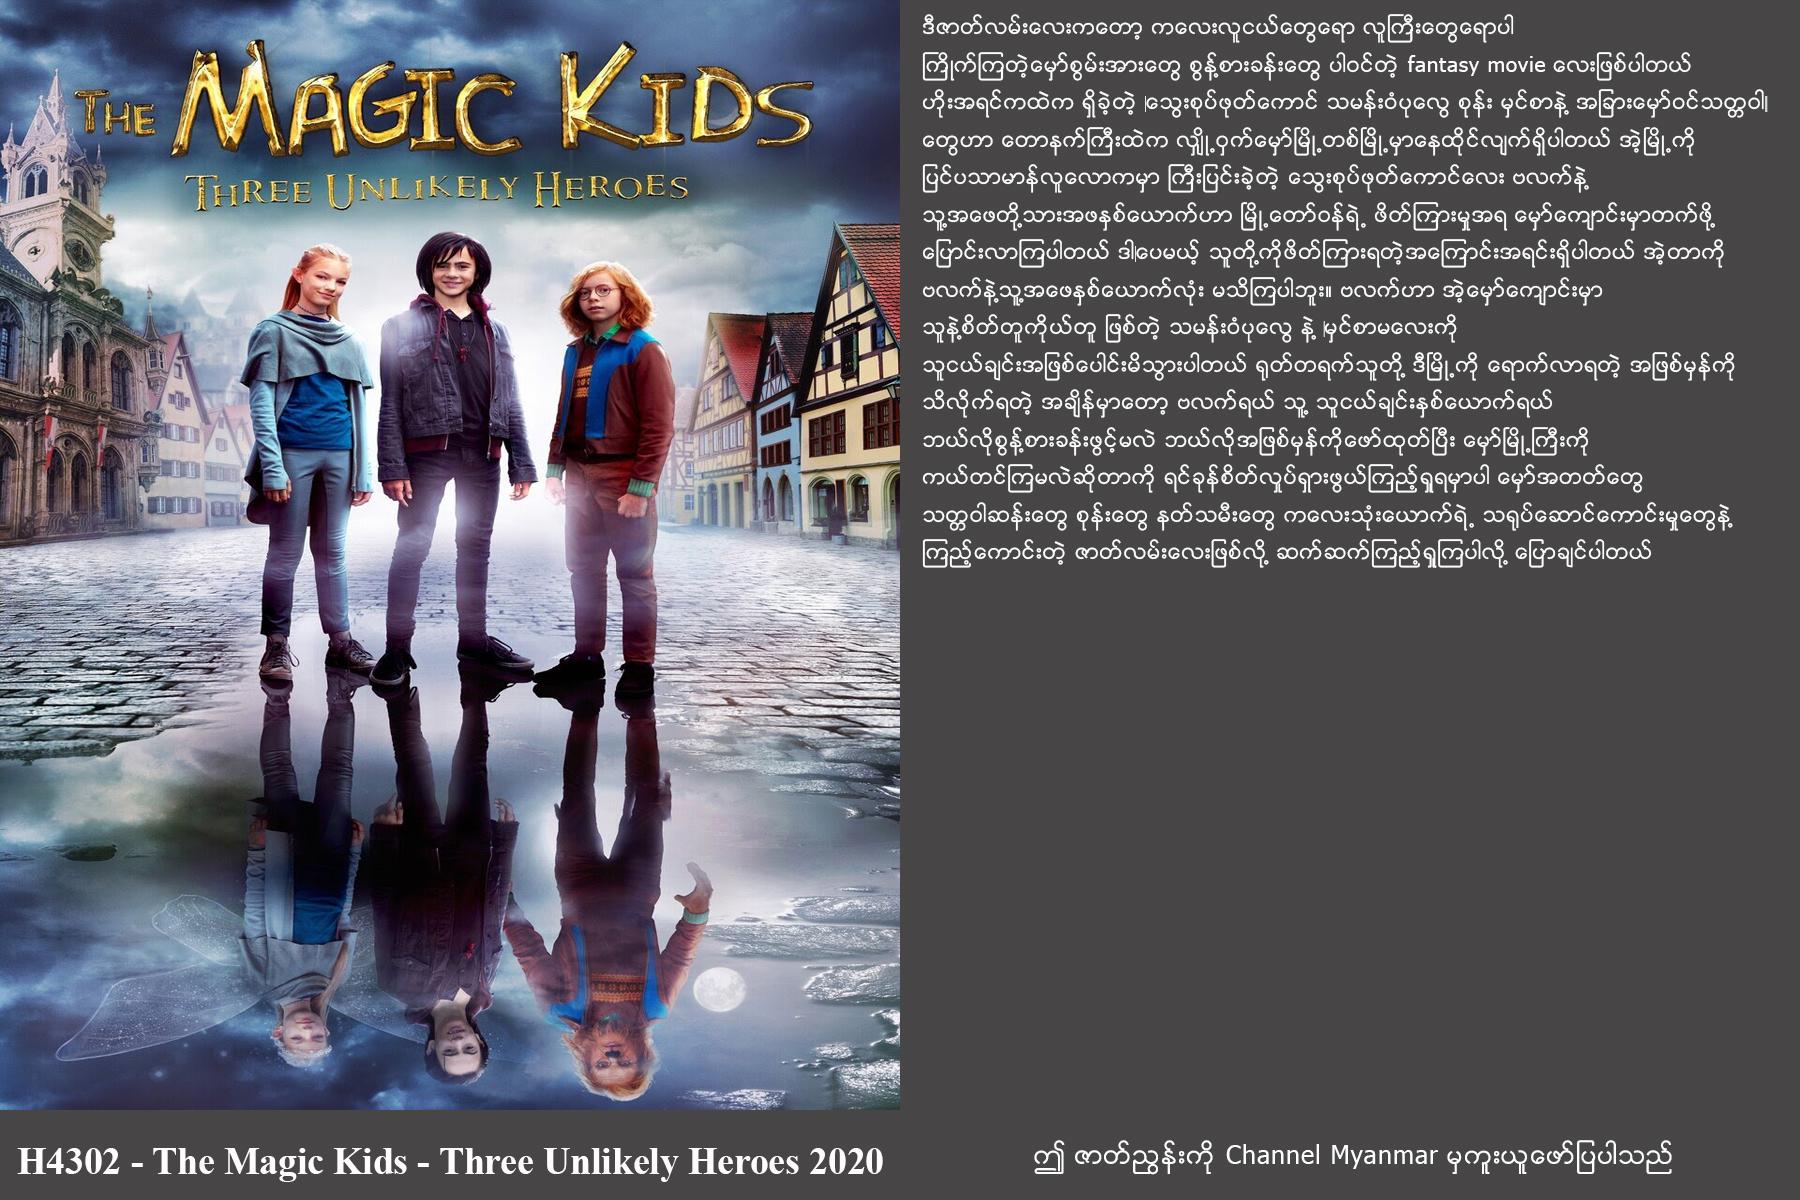 THE MAGIC KIDS
THREE UNLIKELY HEROES
ဒီဇာတ်လမ်းလေးကတော့ ကလေးလူငယ်တွေရော လူကြီးတွေရောပါ
ကြိုက်ကြတဲ့မှော်စွမ်းအားတွေ စွန့်စားခန်းတွေ ပါဝင်တဲ့ fantasy movie လေးဖြစ်ပါတယ်
ဟိုးအရင်ကထဲက ရှိခဲ့တဲ့ သွေးစုပ်ဖုတ်ကောင် သမန်းဝံပုလွေ စုန်း မှင်စာနဲ့ အခြားမှော်ဝင်သတ္တဝါ
တွေဟာ တောနက်ကြီးထဲက လျှို့ဝှက်မှော်မြို့တစ်မြို့မှာနေထိုင်လျက်ရှိပါတယ် အဲ့မြို့ကို
ပြင်ပသာမာန်လူလောကမှာ ကြီးပြင်းခဲ့တဲ့ သွေးစုပ်ဖုတ်ကောင်လေး ဗလက်နဲ့
သူ့အဖေတို့သားအဖနှစ်ယောက်ဟာ မြို့တော်ဝန်ရဲ့ ဖိတ်ကြားမှုအရ မှော်ကျောင်းမှာတက်ဖို့
ပြောင်းလာကြပါတယ် ဒါပေမယ့် သူတို့ကိုဖိတ်ကြားရတဲ့အကြောင်းအရင်းရှိပါတယ် အဲ့တာကို
ဗလက်နဲ့သူ့အဖေနှစ်ယောက်လုံး မသိကြပါဘူး။ ဗလက်ဟာ အဲ့မှော်ကျောင်းမှာ
သူနဲ့စိတ်တူကိုယ်တူ ဖြစ်တဲ့ သမန်းဝံပုလွေ နဲ့ မှင်စာမလေးကို
သူငယ်ချင်းအဖြစ်ပေါင်းမိသွားပါတယ် ရုတ်တရက်သူတို့ ဒီမြို့ကို ရောက်လာရတဲ့ အဖြစ်မှန်ကို
သိလိုက်ရတဲ့ အချိန်မှာတော့ ဗလက်ရယ် သူ့ သူငယ်ချင်းနှစ်ယောက်ရယ်
ဘယ်လိုစွန့်စားခန်းဖွင့်မလဲ ဘယ်လိုအဖြစ်မှန်ကိုဖော်ထုတ်ပြီး မှော်မြို့ကြီးကို
ကယ်တင်ကြမလဲဆိုတာကို ရင်ခုန်စိတ်လှုပ်ရှားဖွယ်ကြည့်ရှုရမှာပါ မှော်အတတ်တွေ
သတ္တဝါဆန်းတွေ စုန်းတွေ နတ်သမီးတွေ ကလေးသုံးယောက်ရဲ့ သရုပ်ဆောင်ကောင်းမှုတွေနဲ့
ကြည့်ကောင်းတဲ့ ဇာတ်လမ်းလေးဖြစ်လို့ ဆက်ဆက်ကြည့်ရှုကြပါလို့ ပြောချင်ပါတယ်
H4302 - The Magic Kids - Three Unlikely Heroes 2020
ဤ ဇာတ်ညွှန်းကို Channel Myanmar မှကူးယူဖော်ပြပါသည်